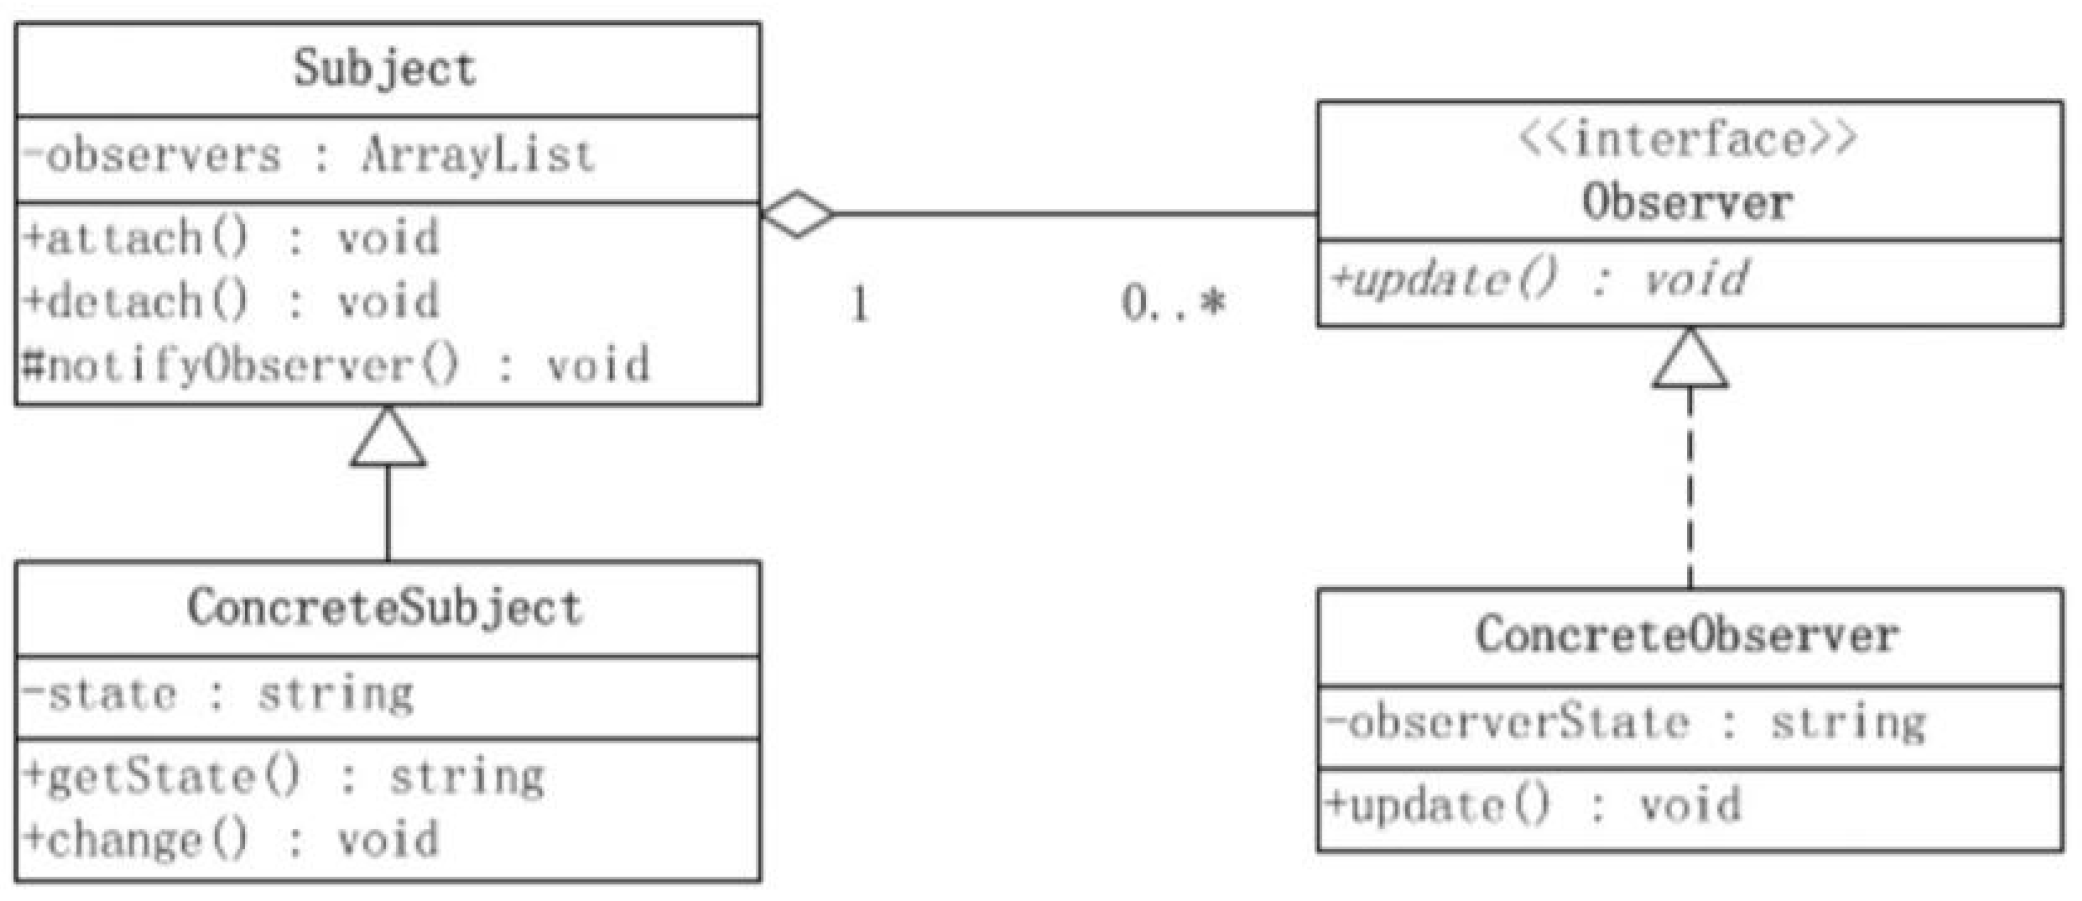 Subject
-observers : ArrayList
+attach() : void
+detach() : void
#notifyObserver() : void
1
0..*
<<interface>>
Observer
+update() : void
ConcreteSubject
-state : string
+getState() : string
+change() : void
ConcreteObserver
-observerState : string
+update() : void